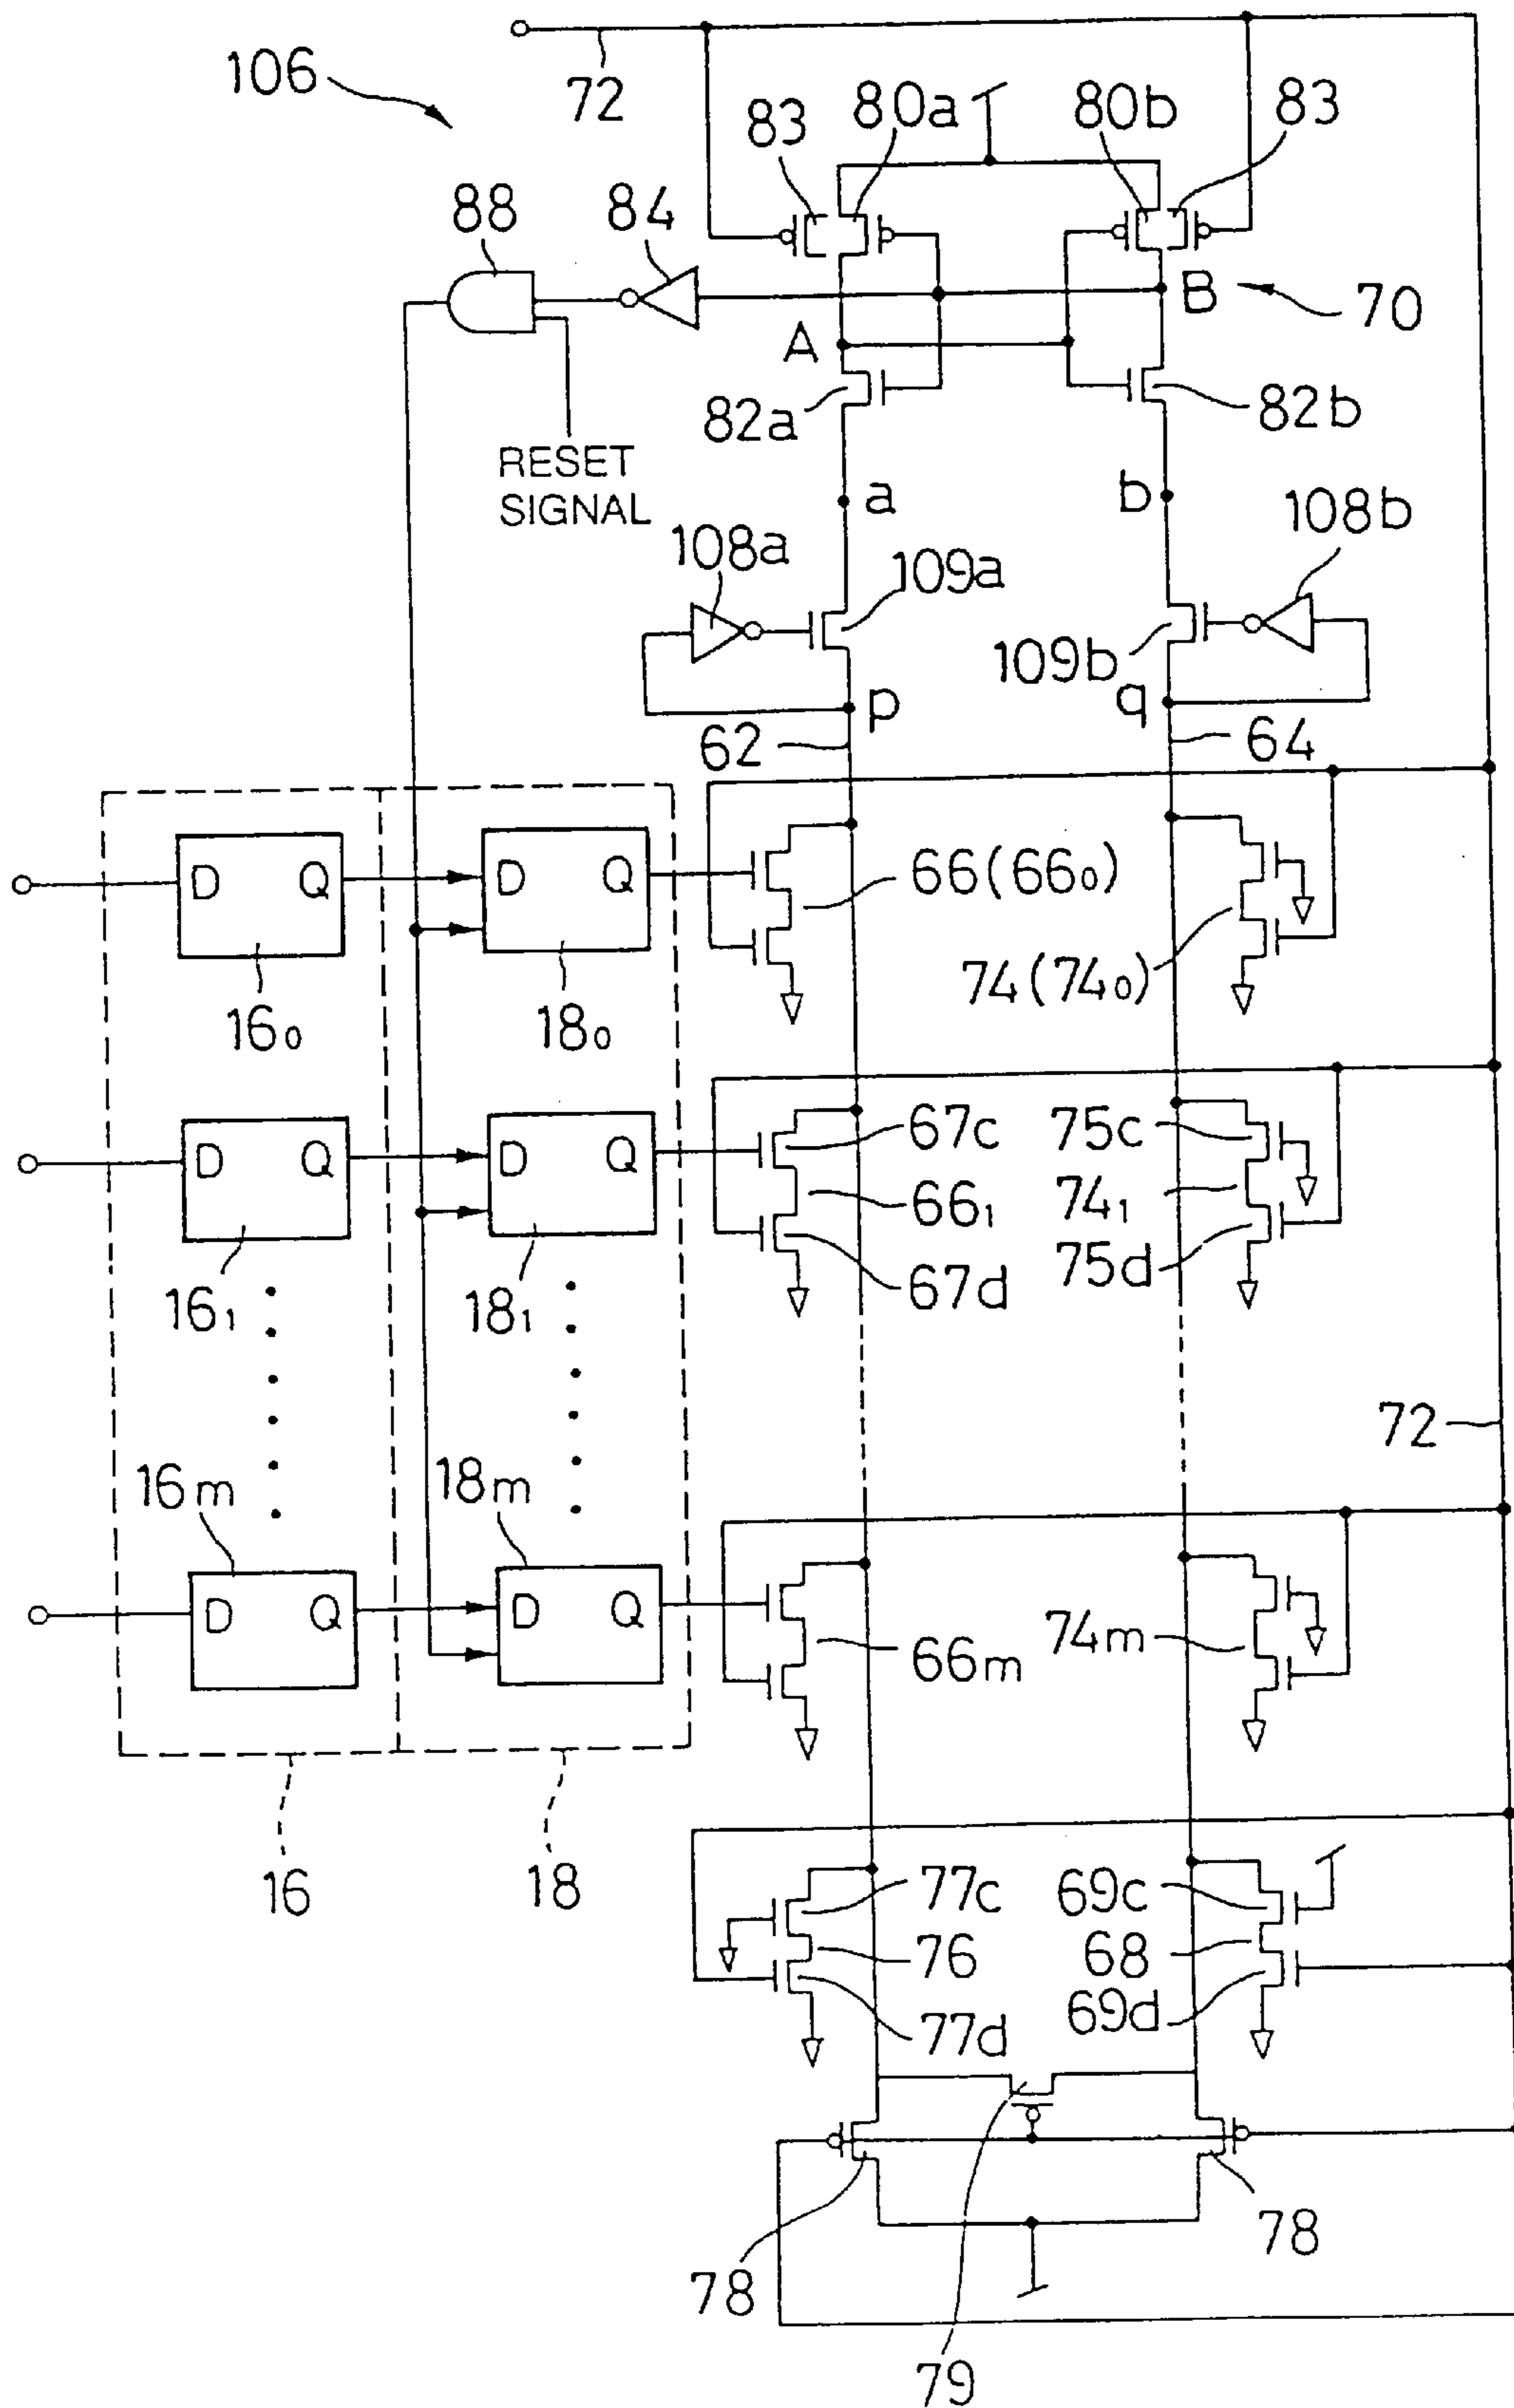 106
72
83
80a
80b
83
88
84
A
B
70
82a
82b
RESET
SIGNAL
a
b
108a
109a
108b
109b
p
q
62
64
D Q
D Q
66(66₀)
74(74₀)
16₀
18₀
D Q
D Q
67c
75c
66₁
74₁
67d
75d
16₁
18₁
72
16m
18m
D Q
D Q
66m
74m
16
18
77c
69c
76
68
77d
69d
78
78
79